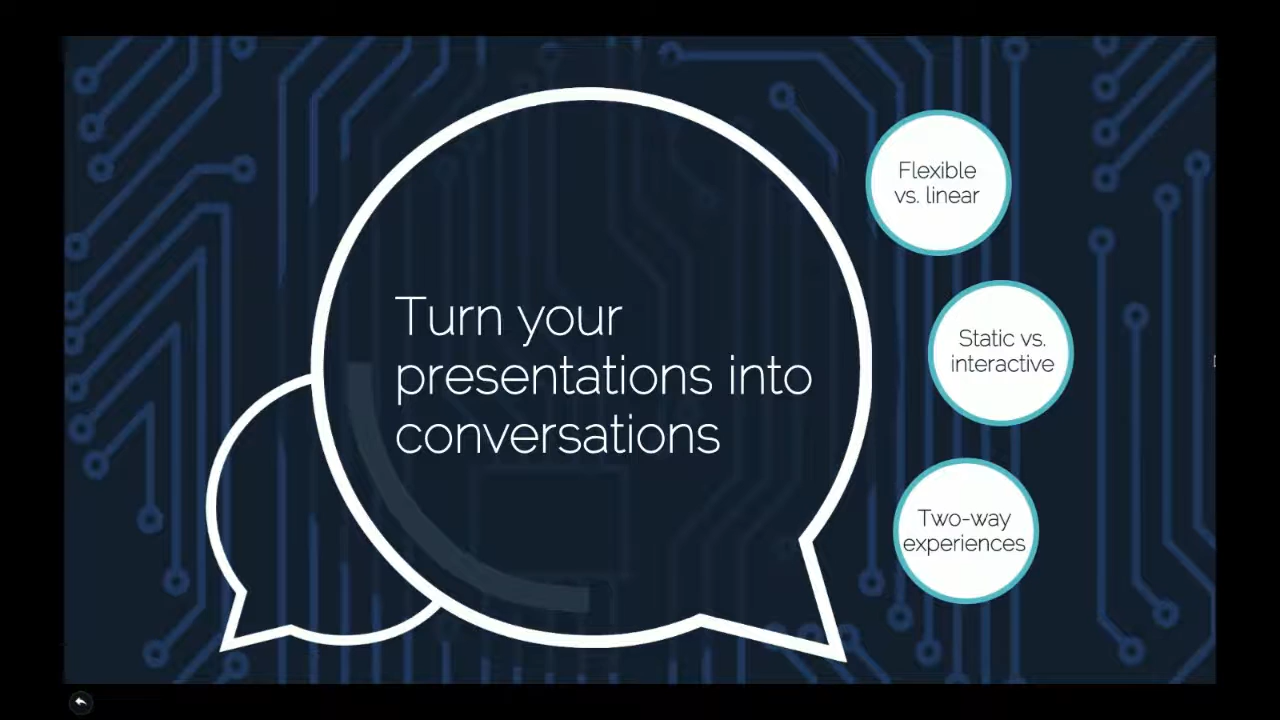 Turn your
presentations into
conversations
Flexible
vs. linear
Static vs.
interactive
Two-way
experiences